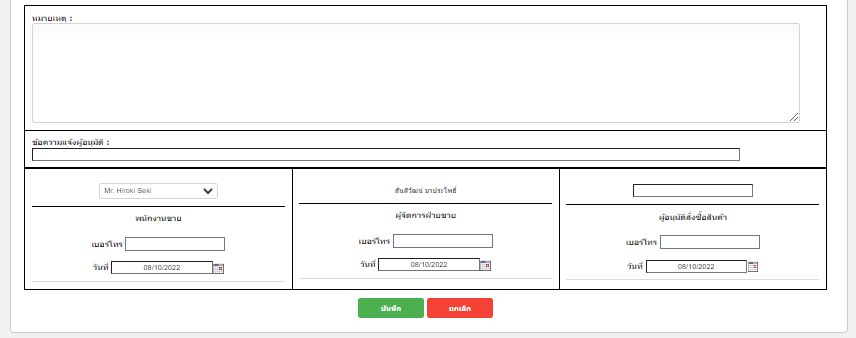 หมายเหตุ :
ข้อความแจ้งผู้อนุมัติ :
Mr. Hiroki Seki
สันติวัฒน์ มาประโพธิ์
พนักงานขาย
ผู้จัดการฝ่ายขาย
ผู้อนุมัติสั่งซื้อสินค้า
เบอร์โทร
เบอร์โทร
เบอร์โทร
วันที่ 08/10/2022
วันที่ 08/10/2022
วันที่ 08/10/2022
บันทึก ยกเลิก